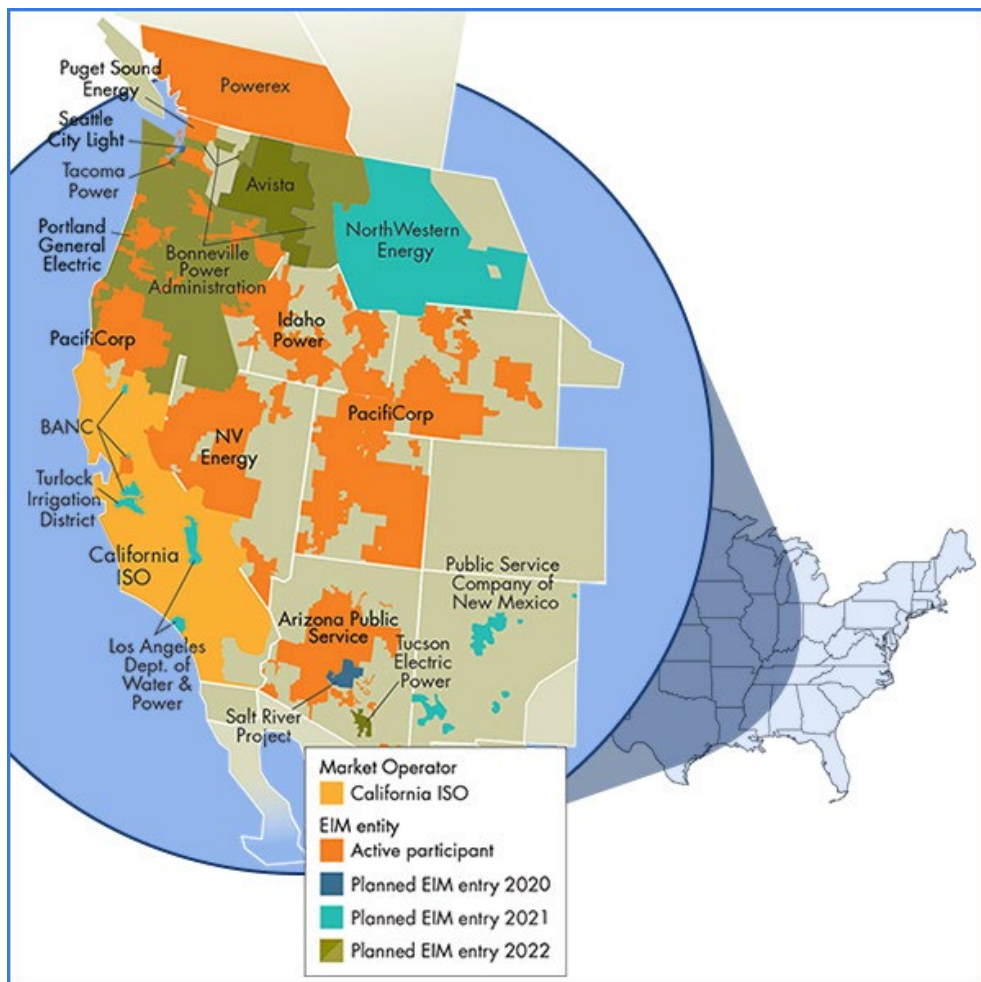 Puget Sound
Energy
Powerex
Seattle
City Light
Tacoma
Power
Avista
Portland
General
Electric
NorthWestern
Energy
Bonneville
Power
Administration
Idaho
Power
PacifiCorp
PacifiCorp
BANC
NV
Energy
Turlock
Irrigation
District
California
ISO
Public Service
Company of
New Mexico
Arizona Public
Service
Tucson
Electric
Power
Los Angeles
Dept. of
Water &
Power
Salt River
Project
Market Operator
California ISO
EIM entity
Active participant
Planned EIM entry 2020
Planned EIM entry 2021
Planned EIM entry 2022